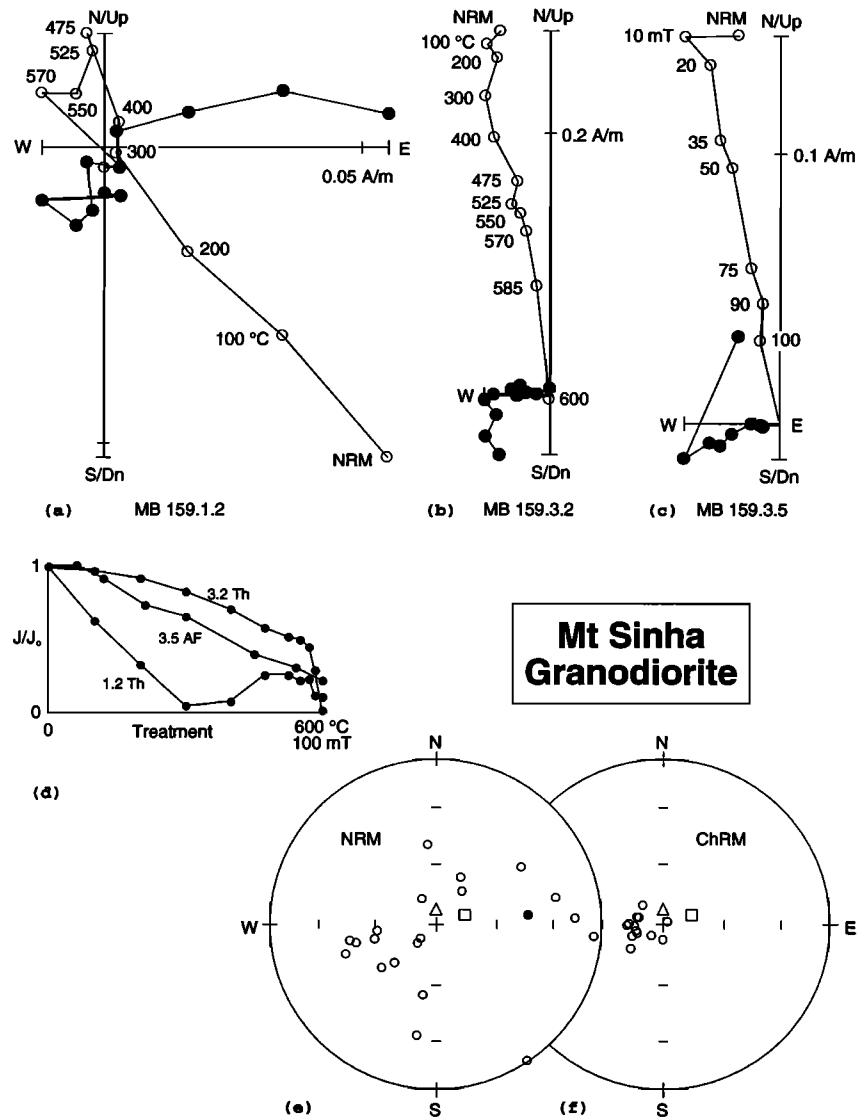 N/Up
475
525
570
550
400
300
W
E
0.05 A/m
200
100 °C
NRM
S/Dn
(a) MB 159.1.2
NRM
N/Up
100 °C
200
300
400
0.2 A/m
475
525
550
570
585
W
600
S/Dn
(b) MB 159.3.2
NRM
N/Up
10 mT
20
35
0.1 A/m
50
75
90
100
W
E
S/Dn
(c) MB 159.3.5
1
3.2 Th
J/J₀
3.5 AF
1.2 Th
0
0
Treatment
600 °C
100 mT
(d)
Mt Sinha
Granodiorite
N
NRM
W
S
(e)
N
ChRM
E
S
(f)